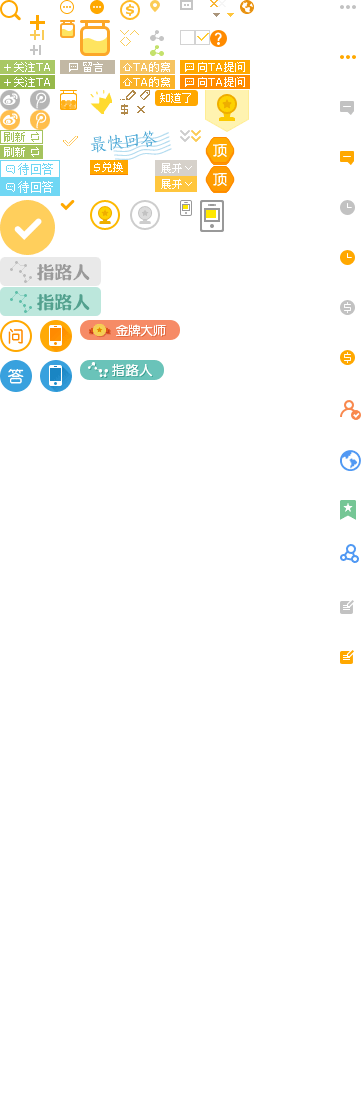 +关注TA
留言
TA的窝
向TA提问
+关注TA
TA的窝
向TA提问
知道了
刷新
最快回答
顶
刷新
待回答
$兑换
展开
顶
待回答
展开
指路人
指路人
问
金牌大师
答
指路人